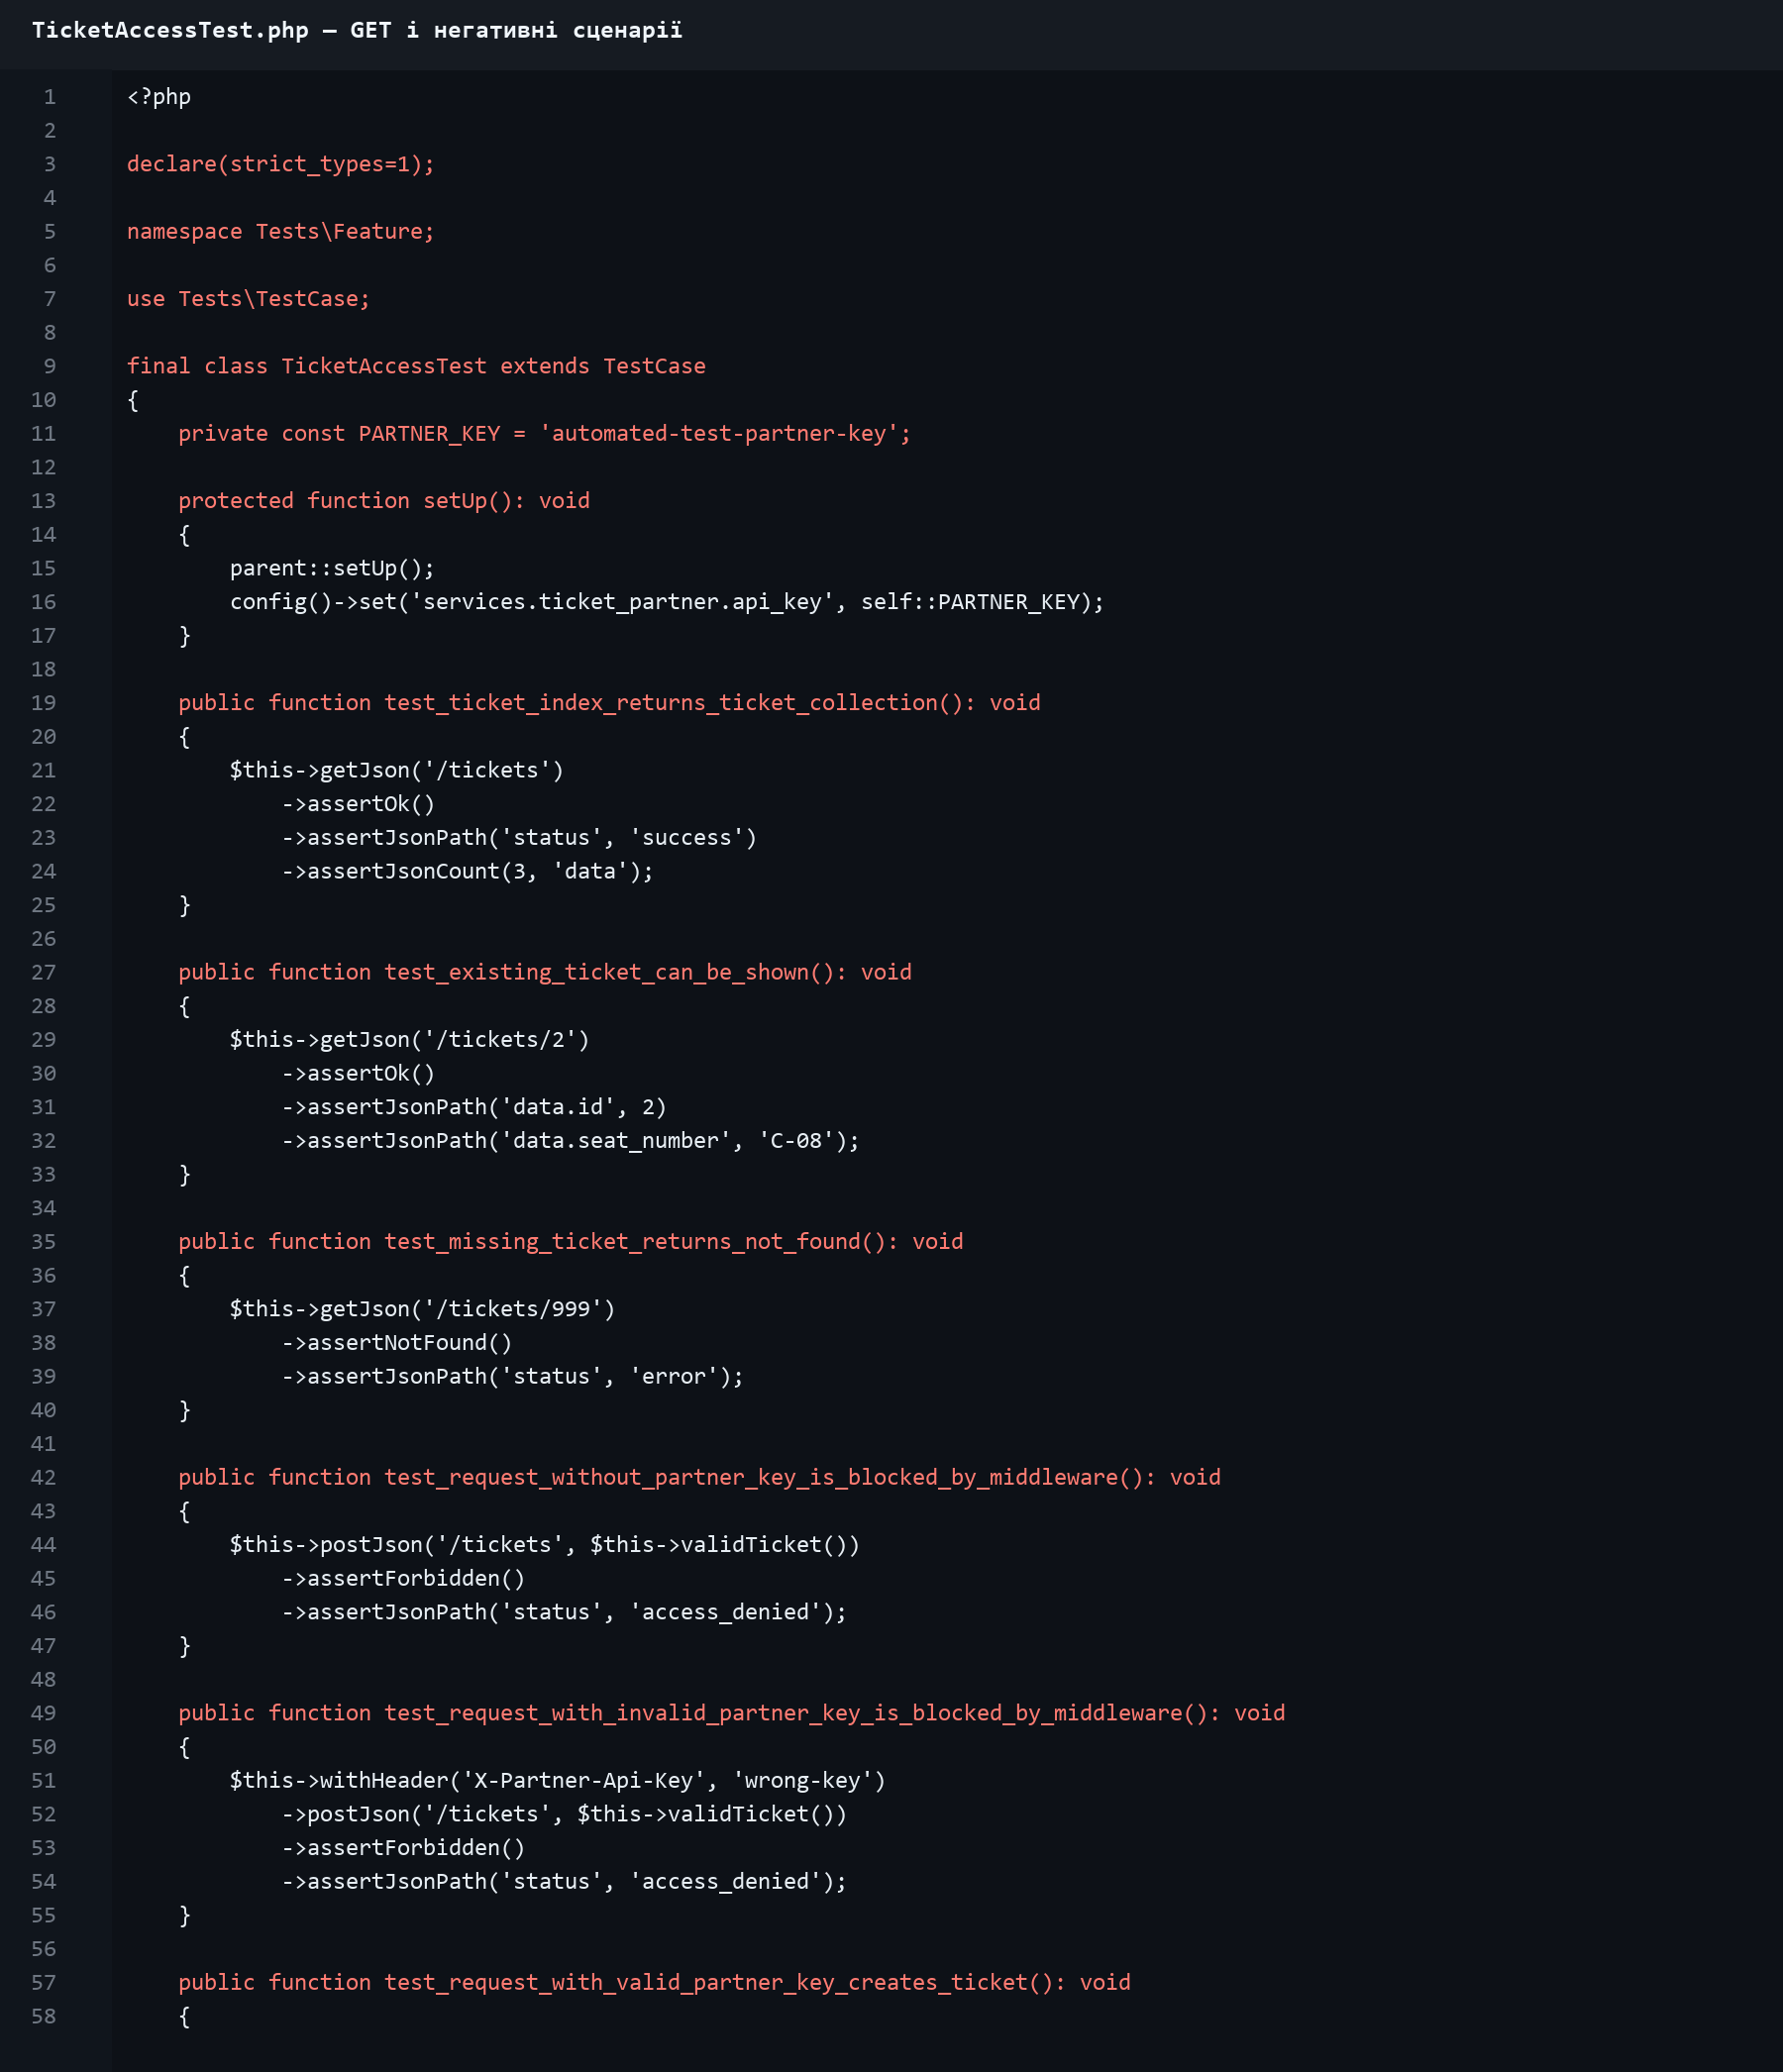 TicketAccessTest.php — GET і негативні сценарії
1 <?php
2
3 declare(strict_types=1);
4
5 namespace Tests\Feature;
6
7 use Tests\TestCase;
8
9 final class TicketAccessTest extends TestCase
10 {
11     private const PARTNER_KEY = 'automated-test-partner-key';
12
13     protected function setUp(): void
14     {
15         parent::setUp();
16         config()->set('services.ticket_partner.api_key', self::PARTNER_KEY);
17     }
18
19     public function test_ticket_index_returns_ticket_collection(): void
20     {
21         $this->getJson('/tickets')
22             ->assertOk()
23             ->assertJsonPath('status', 'success')
24             ->assertJsonCount(3, 'data');
25     }
26
27     public function test_existing_ticket_can_be_shown(): void
28     {
29         $this->getJson('/tickets/2')
30             ->assertOk()
31             ->assertJsonPath('data.id', 2)
32             ->assertJsonPath('data.seat_number', 'C-08');
33     }
34
35     public function test_missing_ticket_returns_not_found(): void
36     {
37         $this->getJson('/tickets/999')
38             ->assertNotFound()
39             ->assertJsonPath('status', 'error');
40     }
41
42     public function test_request_without_partner_key_is_blocked_by_middleware(): void
43     {
44         $this->postJson('/tickets', $this->validTicket())
45             ->assertForbidden()
46             ->assertJsonPath('status', 'access_denied');
47     }
48
49     public function test_request_with_invalid_partner_key_is_blocked_by_middleware(): void
50     {
51         $this->withHeader('X-Partner-Api-Key', 'wrong-key')
52             ->postJson('/tickets', $this->validTicket())
53             ->assertForbidden()
54             ->assertJsonPath('status', 'access_denied');
55     }
56
57     public function test_request_with_valid_partner_key_creates_ticket(): void
58     {